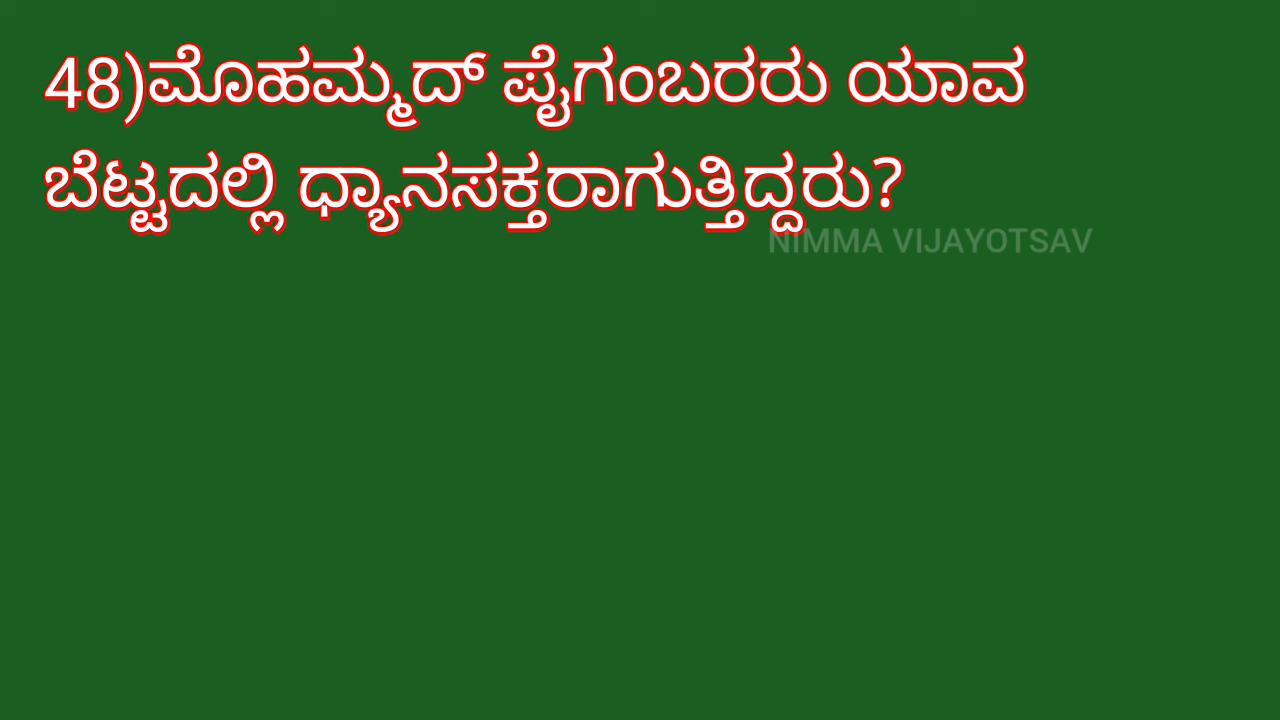 48)ಮೊಹಮ್ಮದ್ ಪೈಗಂಬರರು ಯಾವ
ಬೆಟ್ಟದಲ್ಲಿ ಧ್ಯಾನಸಕ್ತರಾಗುತ್ತಿದ್ದರು?
NIMMA VIJAYOTSAV